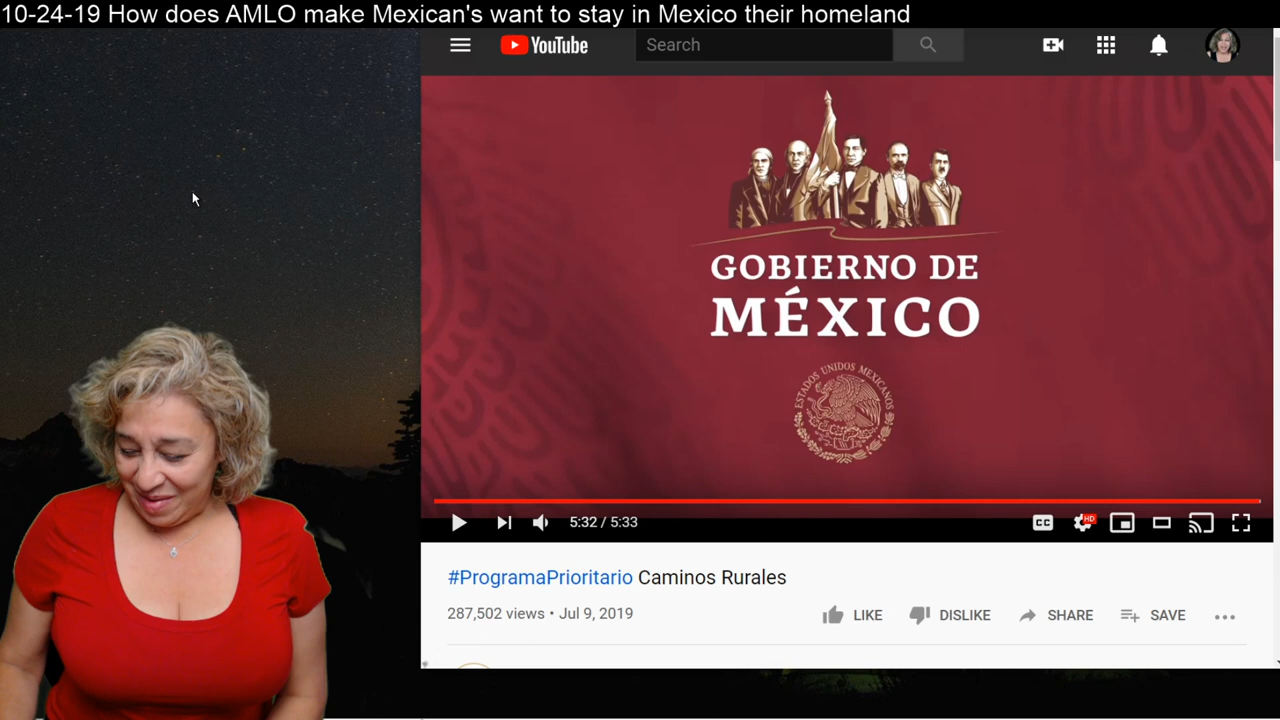 10-24-19 How does AMLO make Mexican's want to stay in Mexico their homeland
YouTube
Search
GOBIERNO DE
MÉXICO
ESTADOS UNIDOS MEXICANOS
5:32 / 5:33
CC
HD
#ProgramaPrioritario Caminos Rurales
287,502 views • Jul 9, 2019
LIKE DISLIKE SHARE SAVE